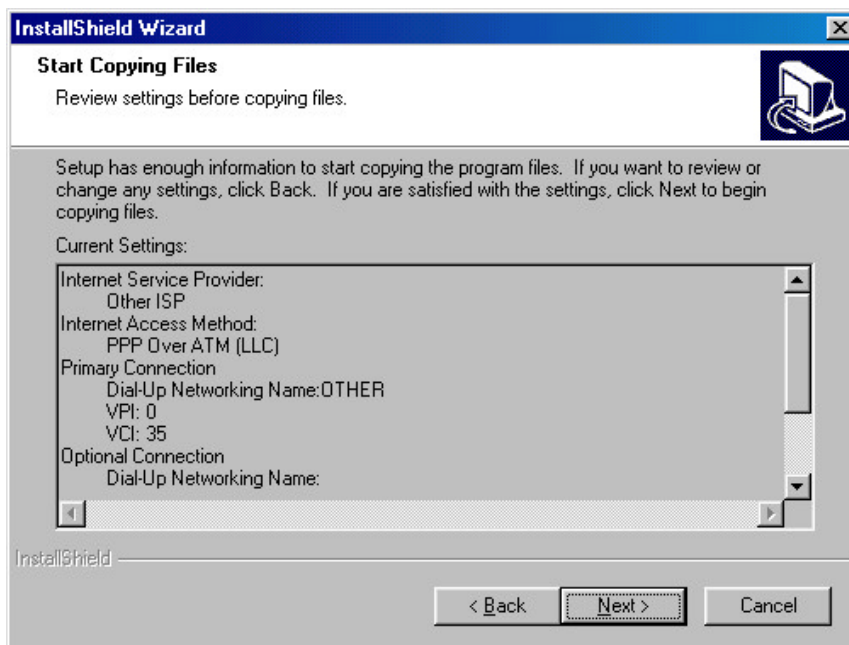 InstallShield Wizard
Start Copying Files
Review settings before copying files.
Setup has enough information to start copying the program files. If you want to review or
change any settings, click Back. If you are satisfied with the settings, click Next to begin
copying files.
Current Settings:
Internet Service Provider:
Other ISP
Internet Access Method:
PPP Over ATM (LLC)
Primary Connection
Dial-Up Networking Name:OTHER
VPI: 0
VCI: 35
Optional Connection
Dial-Up Networking Name:
InstallShield
< Back
Next >
Cancel